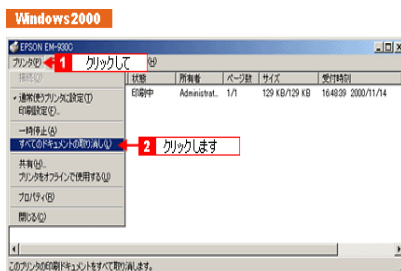 Windows2000
EPSON EM-930C
プリンタ(P) 1 クリックして (H)
接続(O) 状態 所有者 ページ数 サイズ 受付時刻
通常使うプリンタに設定(T) 印刷中 Administrat... 1/1 129 KB/129 KB 16:48:39 2000/11/14
印刷設定(F)...
一時停止(A)
すべてのドキュメントの取り消し(L) 2 クリックします
共有(H)...
プリンタをオフラインで使用する(U)
プロパティ(R)
閉じる(C)
このプリンタの印刷ドキュメントをすべて取り消します。